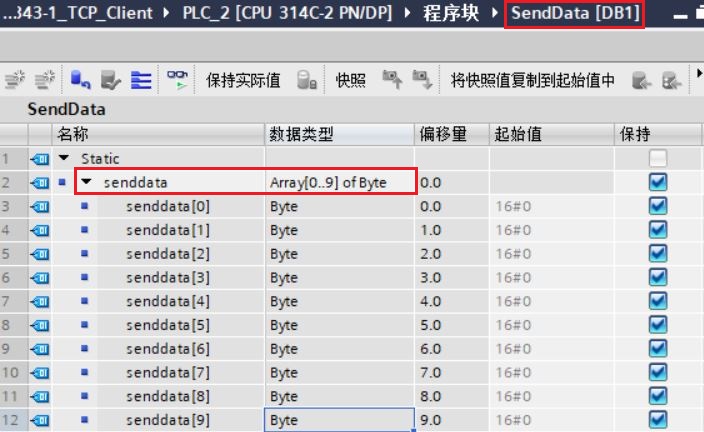 ...343-1_TCP_Client ▸ PLC_2 [CPU 314C-2 PN/DP] ▸ 程序块 ▸ SendData [DB1]
保持实际值 快照 将快照值复制到起始值中
SendData
名称 数据类型 偏移量 起始值 保持
1 Static
2 senddata Array[0..9] of Byte 0.0
3 senddata[0] Byte 0.0 16#0
4 senddata[1] Byte 1.0 16#0
5 senddata[2] Byte 2.0 16#0
6 senddata[3] Byte 3.0 16#0
7 senddata[4] Byte 4.0 16#0
8 senddata[5] Byte 5.0 16#0
9 senddata[6] Byte 6.0 16#0
10 senddata[7] Byte 7.0 16#0
11 senddata[8] Byte 8.0 16#0
12 senddata[9] Byte 9.0 16#0